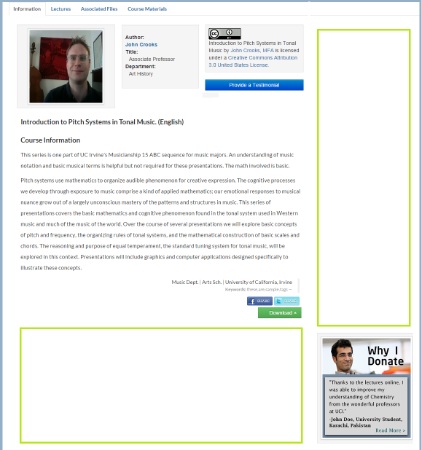 Information Lectures Associated Files Course Materials
Author:
John Crooks
Title:
Associate Professor
Department:
Art History
Introduction to Pitch Systems in Tonal
Music by John Crooks, MFA is licensed
under a Creative Commons Attribution
3.0 United States License.
Provide a Testimonial
Introduction to Pitch Systems in Tonal Music. (English)
Course Information
This series is one part of UC Irvine's Musicianship 15 ABC sequence for music majors. An understanding of music
notation and basic musical terms is helpful but not required for these presentations. The math involved is basic.
Pitch systems use mathematics to organize audible phenomenon for creative expression. The cognitive processes
we develop through exposure to music comprise a kind of applied mathematics; our emotional responses to musical
nuance grow out of a largely unconscious mastery of the patterns and structures in music. This series of
presentations covers the basic mathematics and cognitive phenomenon found in the tonal system used in Western
music and much of the music of the world. Over the course of several presentations we will explore basic concepts
of pitch and frequency, the organizing rules of tonal systems, and the mathematical construction of basic scales and
chords. The reasoning and purpose of equal temperament, the standard tuning system for tonal music, will be
explored in this context. Presentations will include graphics and computer applications designed specifically to
illustrate these concepts.
Music Dept. | Arts Sch. | University of California, Irvine
SHARE
Download »
Why I
Donate
"Thanks to the lectures online, I
was able to improve my
understanding of Chemistry
from the wonderful professors
at UCI."
-John Doe, University Student,
Karachi, Pakistan
Read More »